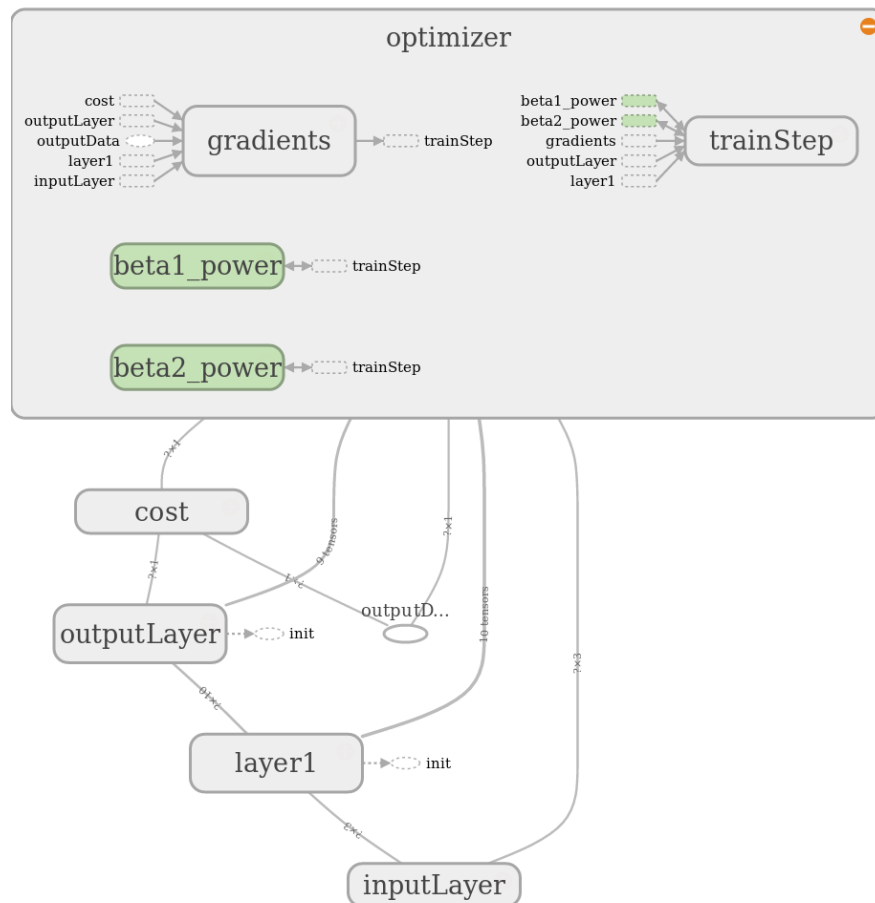 optimizer
cost
outputLayer
outputData
layer1
inputLayer
gradients
trainStep
beta1_power
beta2_power
gradients
outputLayer
layer1
trainStep
beta1_power
trainStep
beta2_power
trainStep
?×1
cost
9 tensors
?×1
?×1
?×1
outputD...
outputLayer
init
10 tensors
?×3
?×10
layer1
init
?×3
inputLayer